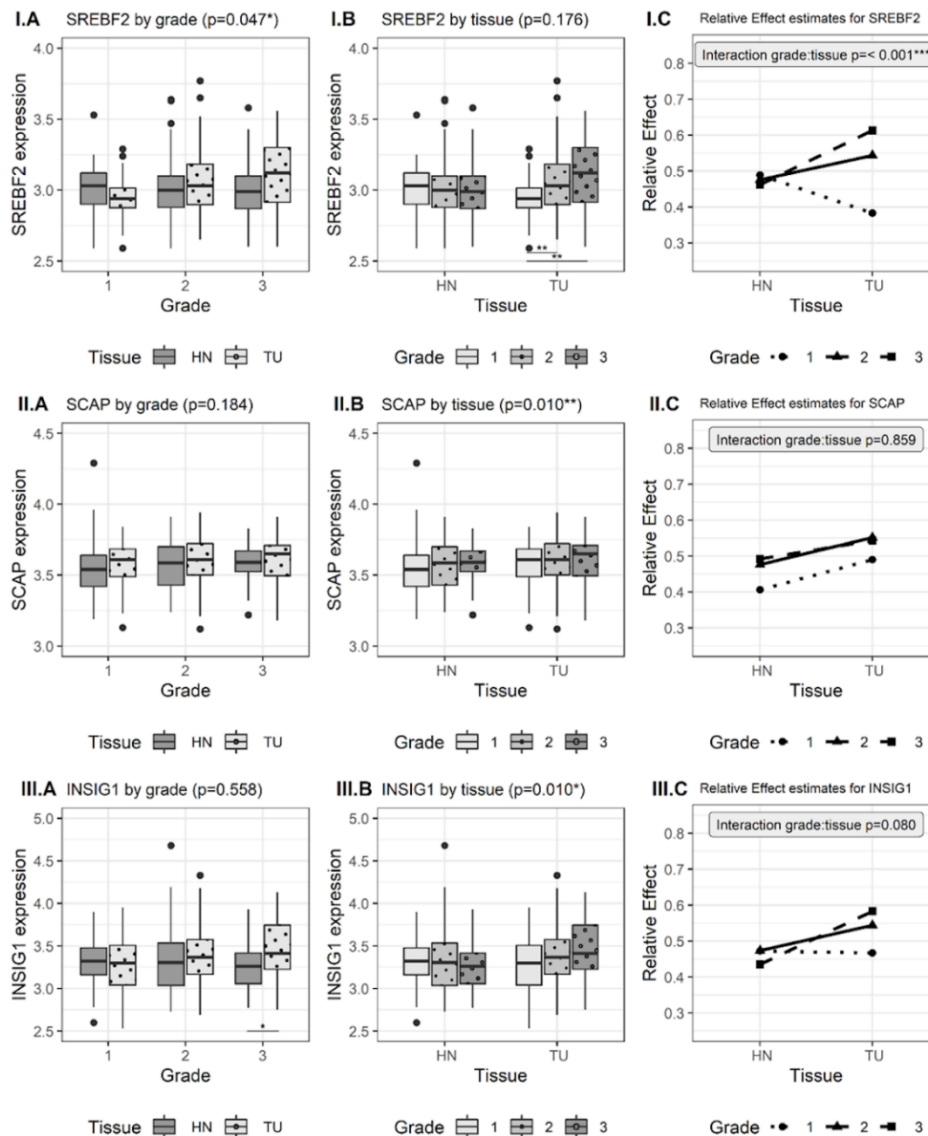 I.A SREBF2 by grade (p=0.047*)
SREBF2 expression
4.0
3.5
3.0
2.5
1 2 3
Grade
Tissue HN TU
I.B SREBF2 by tissue (p=0.176)
SREBF2 expression
4.0
3.5
3.0
2.5
**
**
HN TU
Tissue
Grade 1 2 3
I.C Relative Effect estimates for SREBF2
Interaction grade:tissue p=< 0.001***
Relative Effect
0.8
0.7
0.6
0.5
0.4
0.3
HN TU
Tissue
Grade 1 2 3
II.A SCAP by grade (p=0.184)
SCAP expression
4.5
4.0
3.5
3.0
1 2 3
Grade
Tissue HN TU
II.B SCAP by tissue (p=0.010**)
SCAP expression
4.5
4.0
3.5
3.0
HN TU
Tissue
Grade 1 2 3
II.C Relative Effect estimates for SCAP
Interaction grade:tissue p=0.859
Relative Effect
0.8
0.7
0.6
0.5
0.4
0.3
HN TU
Tissue
Grade 1 2 3
III.A INSIG1 by grade (p=0.558)
INSIG1 expression
5.0
4.5
4.0
3.5
3.0
2.5
*
1 2 3
Grade
Tissue HN TU
III.B INSIG1 by tissue (p=0.010*)
INSIG1 expression
5.0
4.5
4.0
3.5
3.0
2.5
HN TU
Tissue
Grade 1 2 3
III.C Relative Effect estimates for INSIG1
Interaction grade:tissue p=0.080
Relative Effect
0.8
0.7
0.6
0.5
0.4
0.3
HN TU
Tissue
Grade 1 2 3